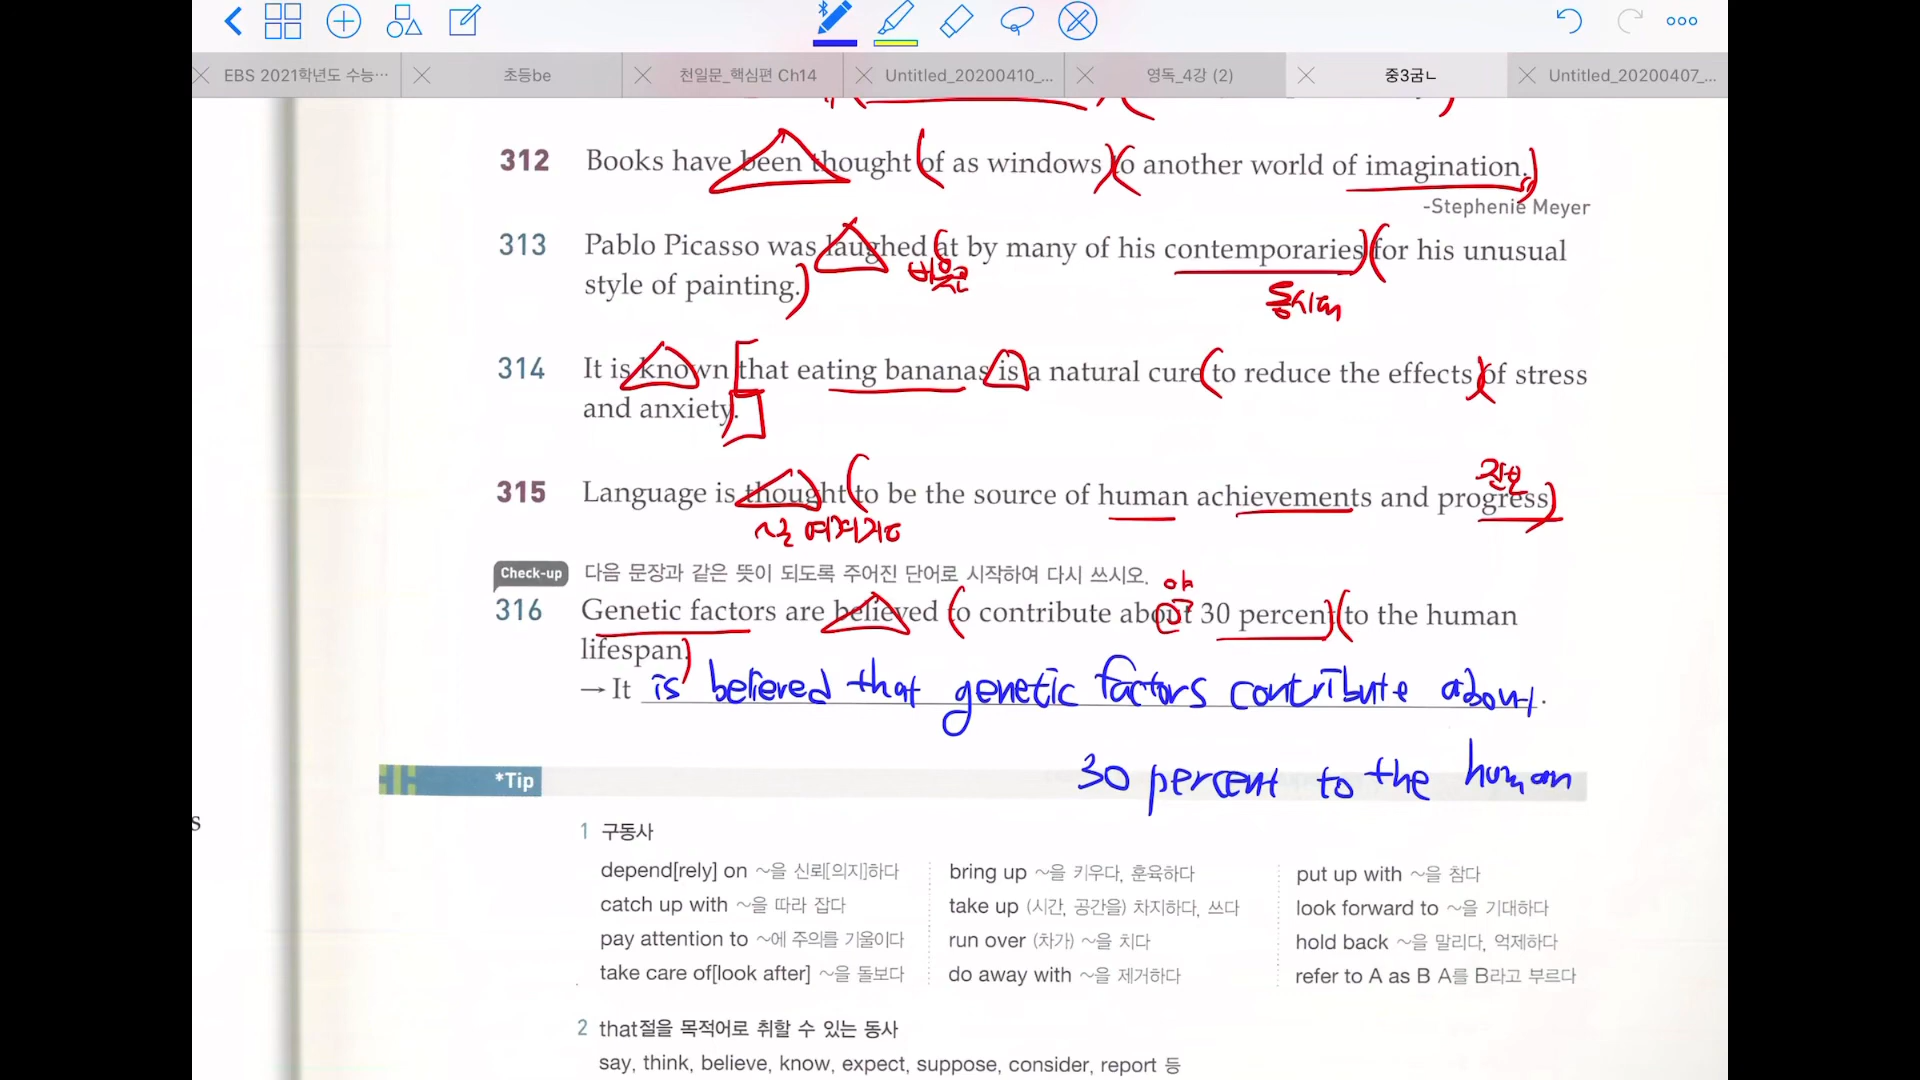 EBS 2021학년도 수능…
초등be
천일문_핵심편 Ch14
Untitled_20200410_...
영독_4강 (2)
중3굼ㄴ
Untitled_20200407_...
312 Books have been thought of as windows to another world of imagination.
-Stephenie Meyer
313 Pablo Picasso was laughed at by many of his contemporaries for his unusual
비웃은
style of painting.
동시대
314 It is known that eating bananas is a natural cure to reduce the effects of stress
and anxiety.
진보
315 Language is thought to be the source of human achievements and progress
~로 여겨지는
Check-up 다음 문장과 같은 뜻이 되도록 주어진 단어로 시작하여 다시 쓰시오.
약
316 Genetic factors are believed to contribute about 30 percent to the human
lifespan.
→ It is believed that genetic factors contribute about.
30 percent to the human
*Tip
s
1 구동사
depend[rely] on ~을 신뢰[의지]하다
catch up with ~을 따라 잡다
pay attention to ~에 주의를 기울이다
take care of[look after] ~을 돌보다
bring up ~을 키우다, 훈육하다
take up (시간, 공간을) 차지하다, 쓰다
run over (차가) ~을 치다
do away with ~을 제거하다
put up with ~을 참다
look forward to ~을 기대하다
hold back ~을 말리다, 억제하다
refer to A as B A를 B라고 부르다
2 that절을 목적어로 취할 수 있는 동사
say, think, believe, know, expect, suppose, consider, report 등